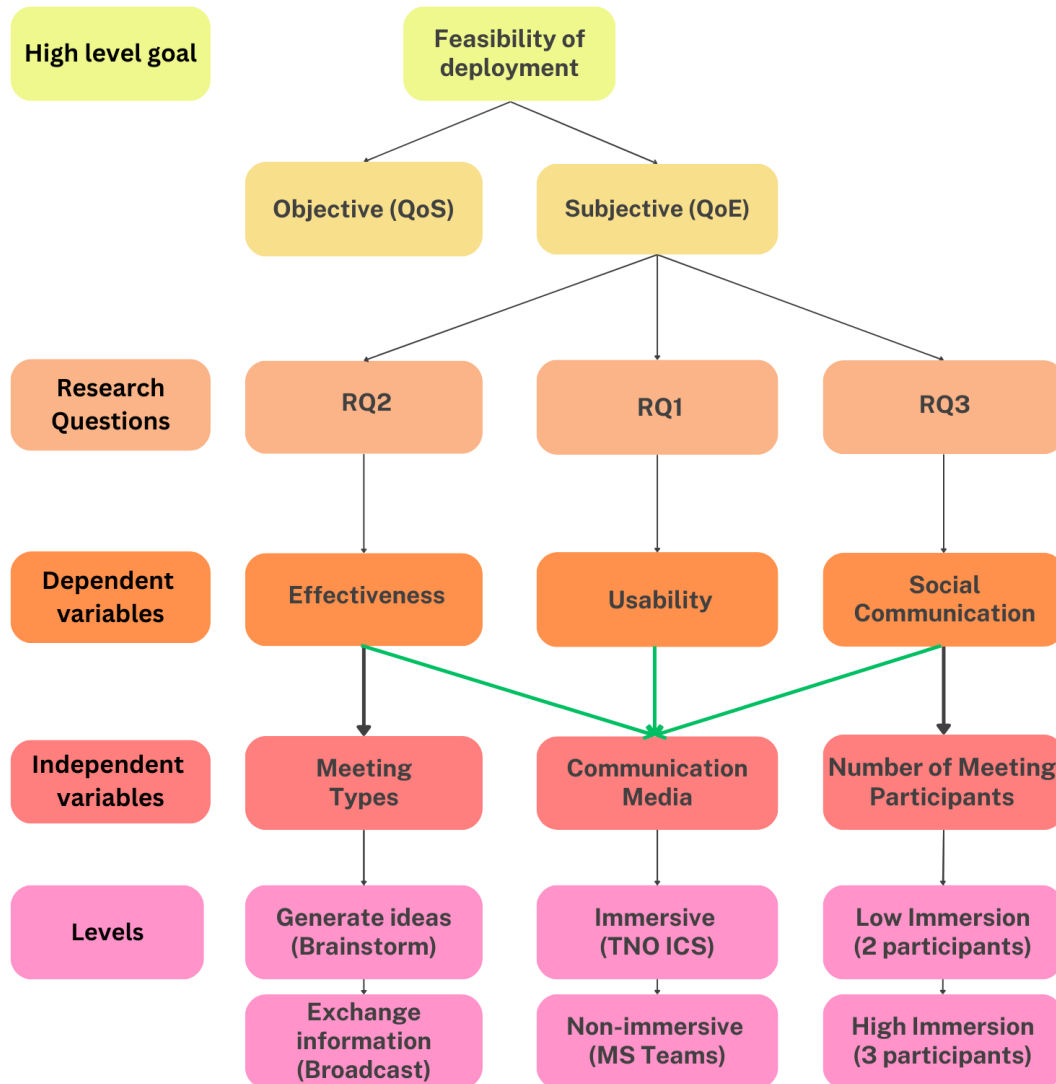 High level goal
Feasibility of
deployment
Objective (QoS)
Subjective (QoE)
Research
Questions
RQ2
RQ1
RQ3
Dependent
variables
Effectiveness
Usability
Social
Communication
Independent
variables
Meeting
Types
Communication
Media
Number of Meeting
Participants
Levels
Generate ideas
(Brainstorm)
Immersive
(TNO ICS)
Low Immersion
(2 participants)
Exchange
information
(Broadcast)
Non-immersive
(MS Teams)
High Immersion
(3 participants)